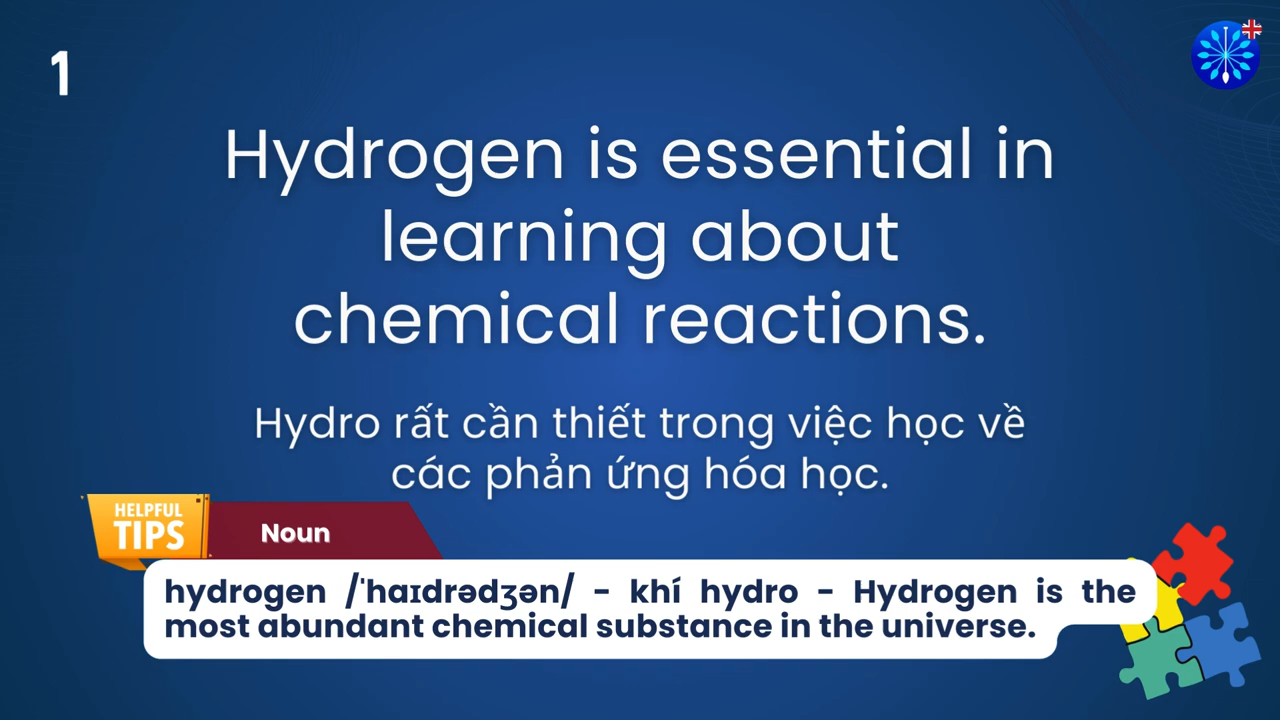 1
Hydrogen is essential in
learning about
chemical reactions.
Hydro rất cần thiết trong việc học về
các phản ứng hóa học.
HELPFUL
TIPS
Noun
hydrogen /ˈhaɪdrədʒən/ - khí hydro - Hydrogen is the
most abundant chemical substance in the universe.